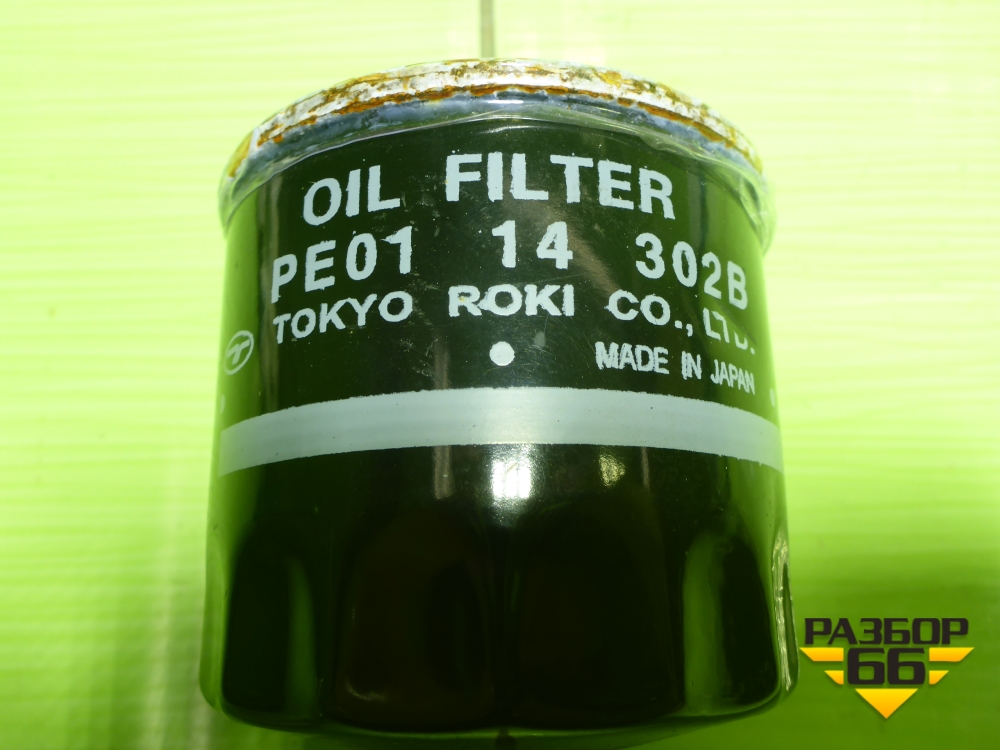 OIL FILTER
PE01 14 302B
TOKYO ROKI CO., LTD.
MADE IN JAPAN
РАЗБОР
66